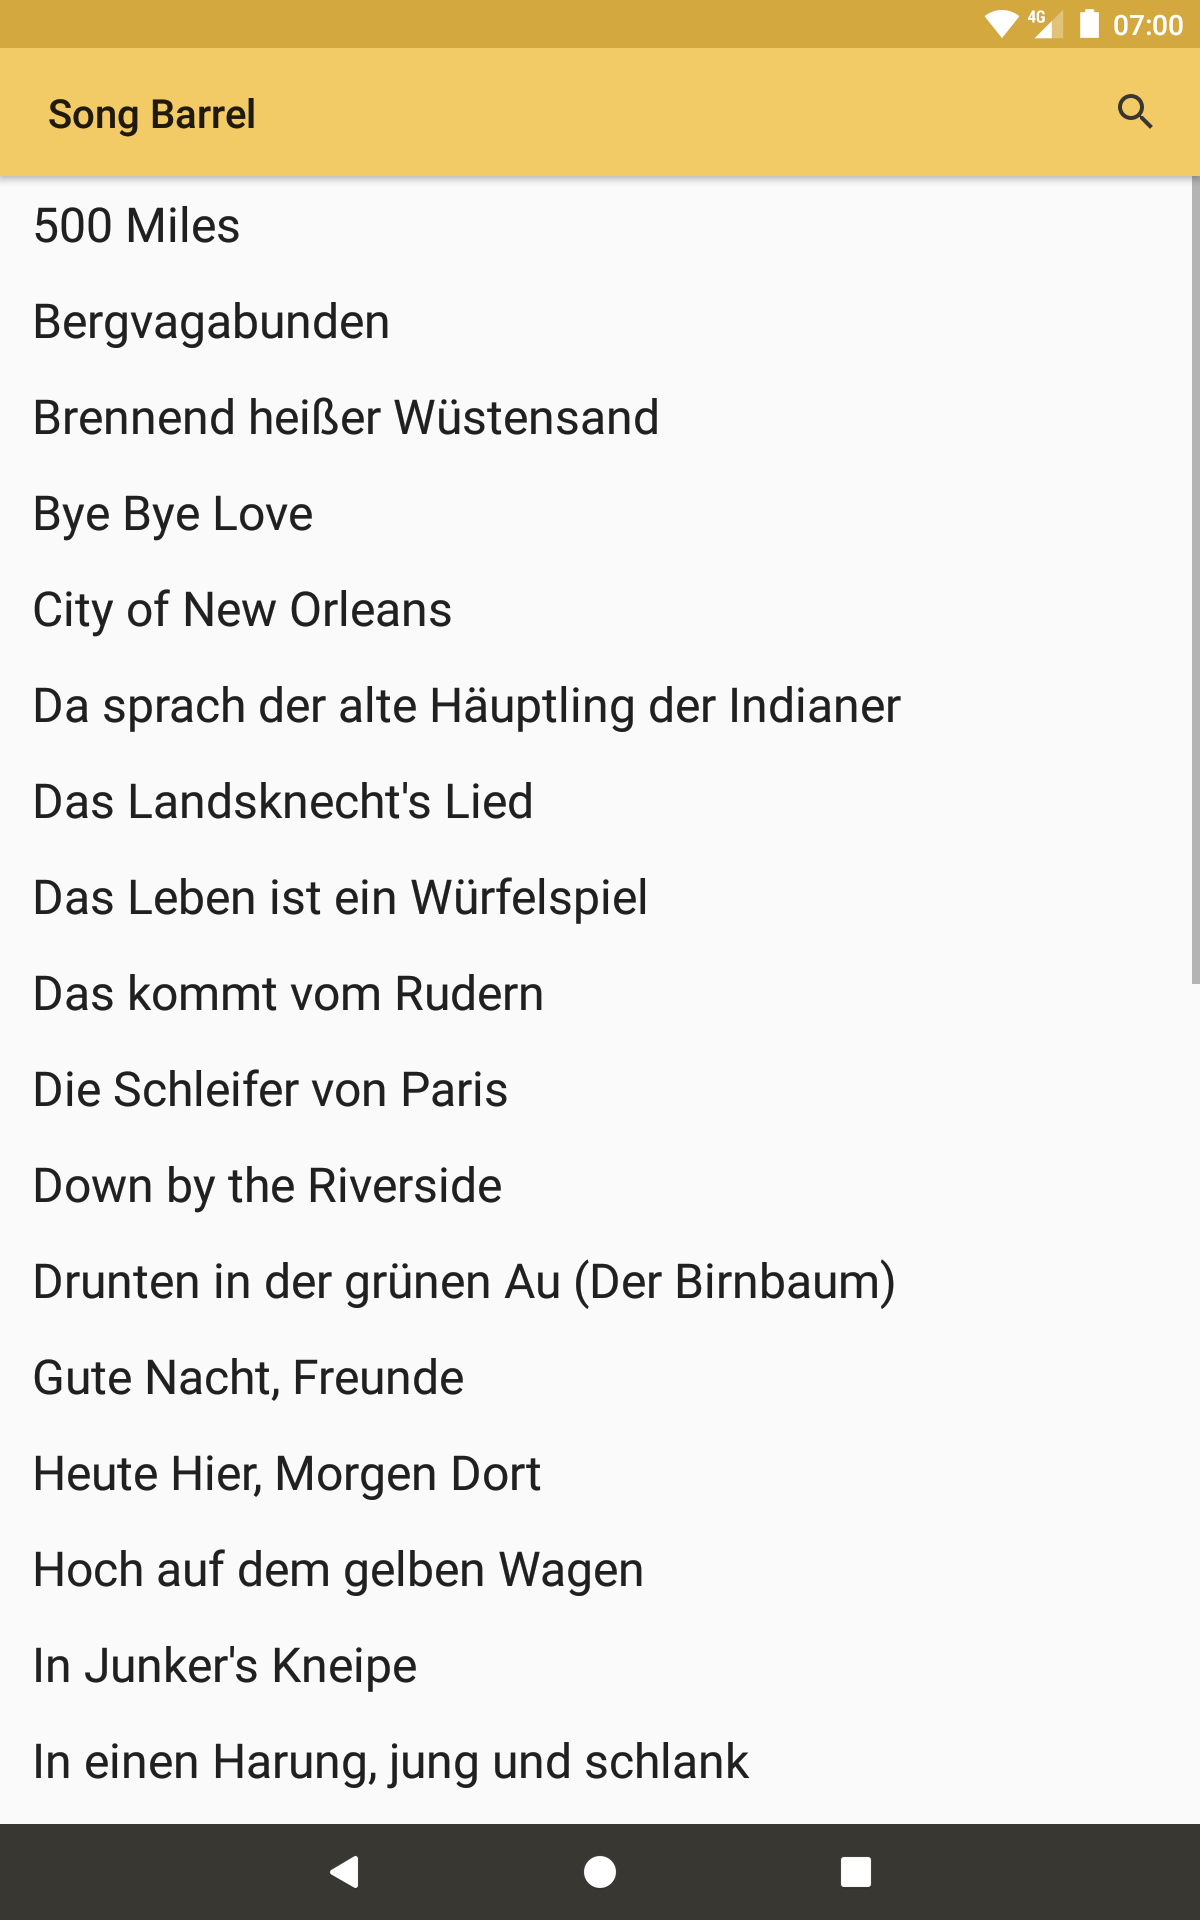 4G 07:00
Song Barrel
500 Miles
Bergvagabunden
Brennend heißer Wüstensand
Bye Bye Love
City of New Orleans
Da sprach der alte Häuptling der Indianer
Das Landsknecht's Lied
Das Leben ist ein Würfelspiel
Das kommt vom Rudern
Die Schleifer von Paris
Down by the Riverside
Drunten in der grünen Au (Der Birnbaum)
Gute Nacht, Freunde
Heute Hier, Morgen Dort
Hoch auf dem gelben Wagen
In Junker's Kneipe
In einen Harung, jung und schlank